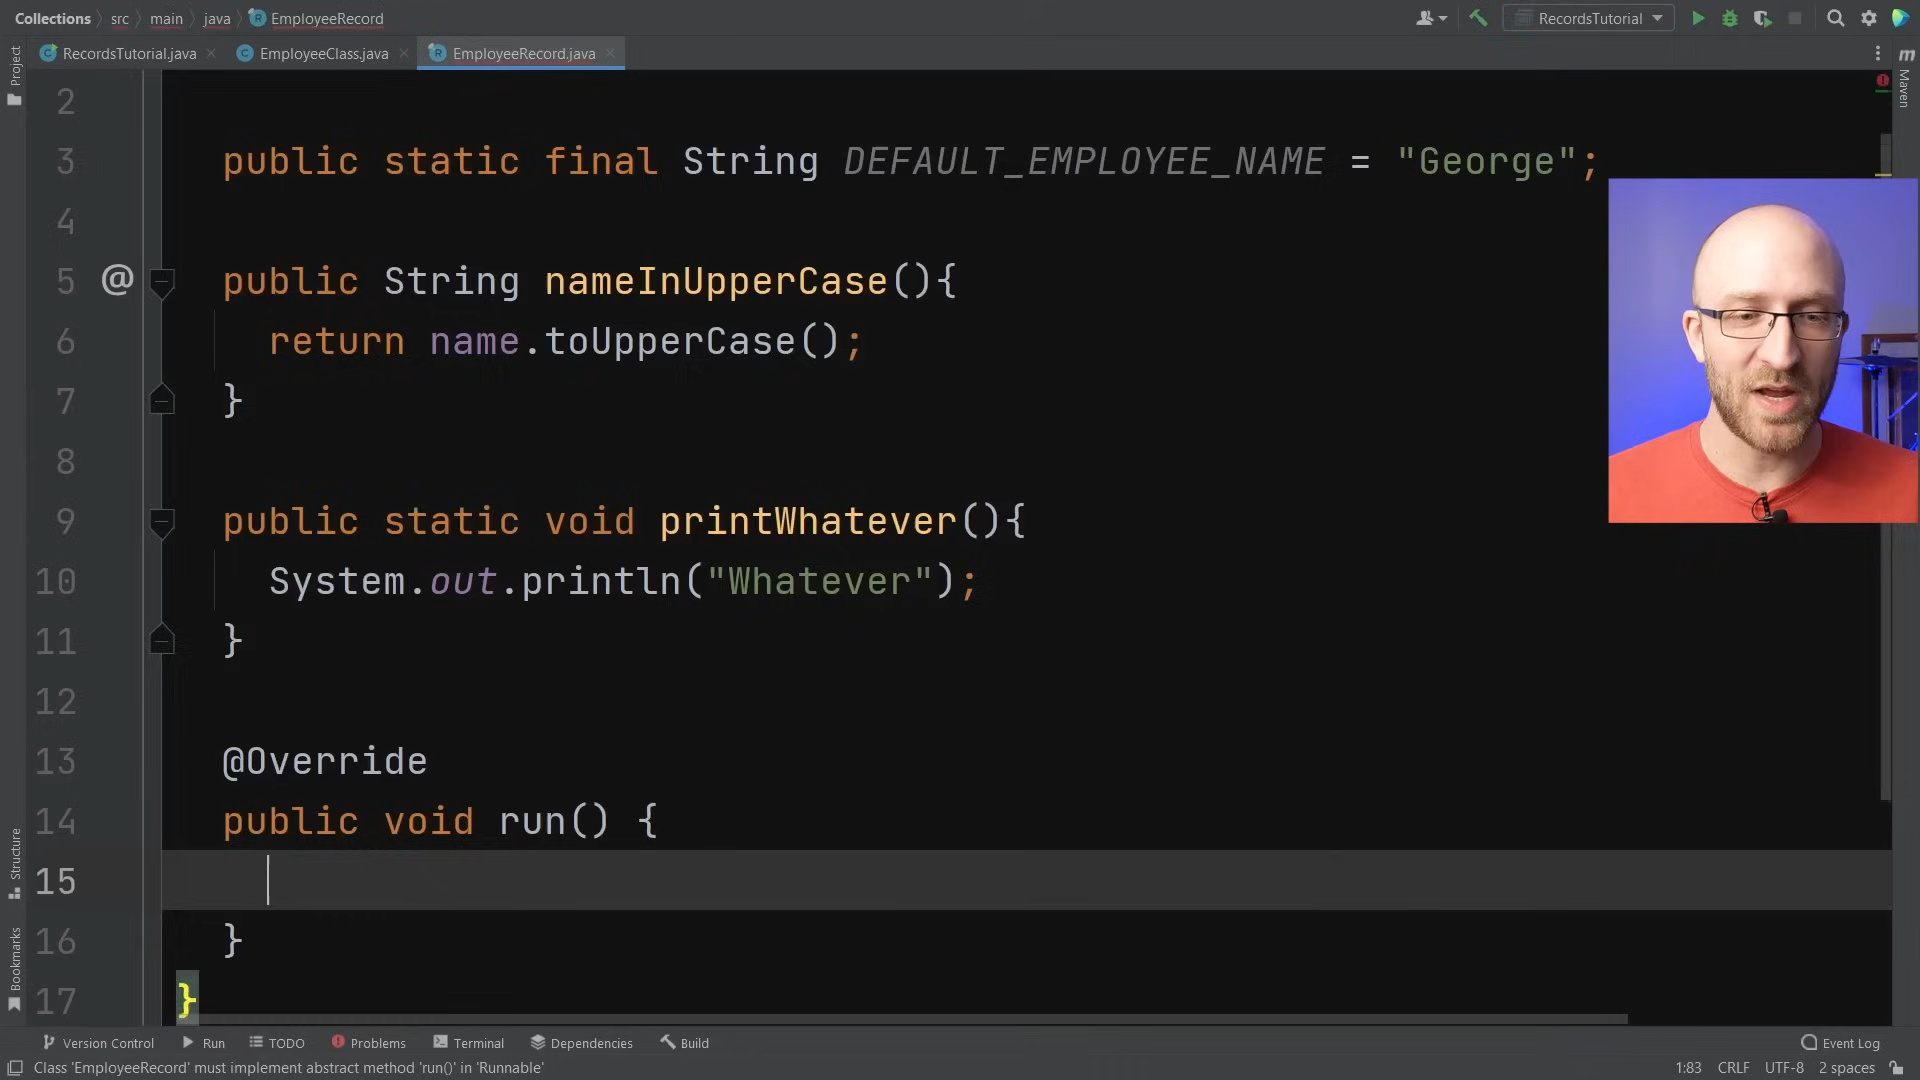 Collections src main java EmployeeRecord RecordsTutorial
Project RecordsTutorial.java EmployeeClass.java EmployeeRecord.java Maven
2
3 public static final String DEFAULT_EMPLOYEE_NAME = "George";
4
5 @ public String nameInUpperCase(){
6 return name.toUpperCase();
7 }
8
9 public static void printWhatever(){
10 System.out.println("Whatever");
11 }
12
13 @Override
14 public void run() {
15
16 }
17 }
Structure
Bookmarks
Version Control Run TODO Problems Terminal Dependencies Build Event Log
Class 'EmployeeRecord' must implement abstract method 'run()' in 'Runnable' 1:83 CRLF UTF-8 2 spaces